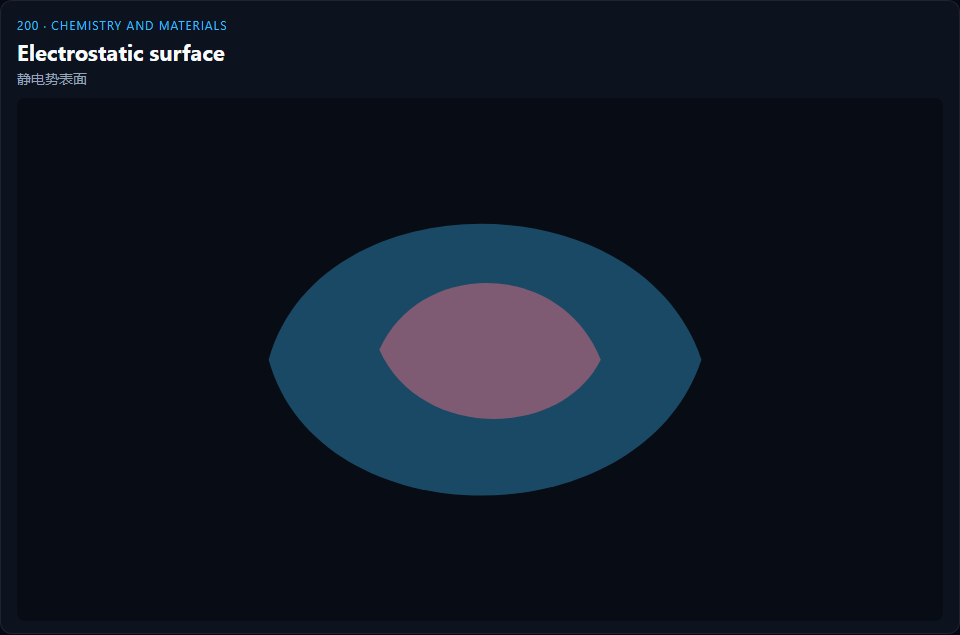 200 · CHEMISTRY AND MATERIALS
Electrostatic surface
静电势表面